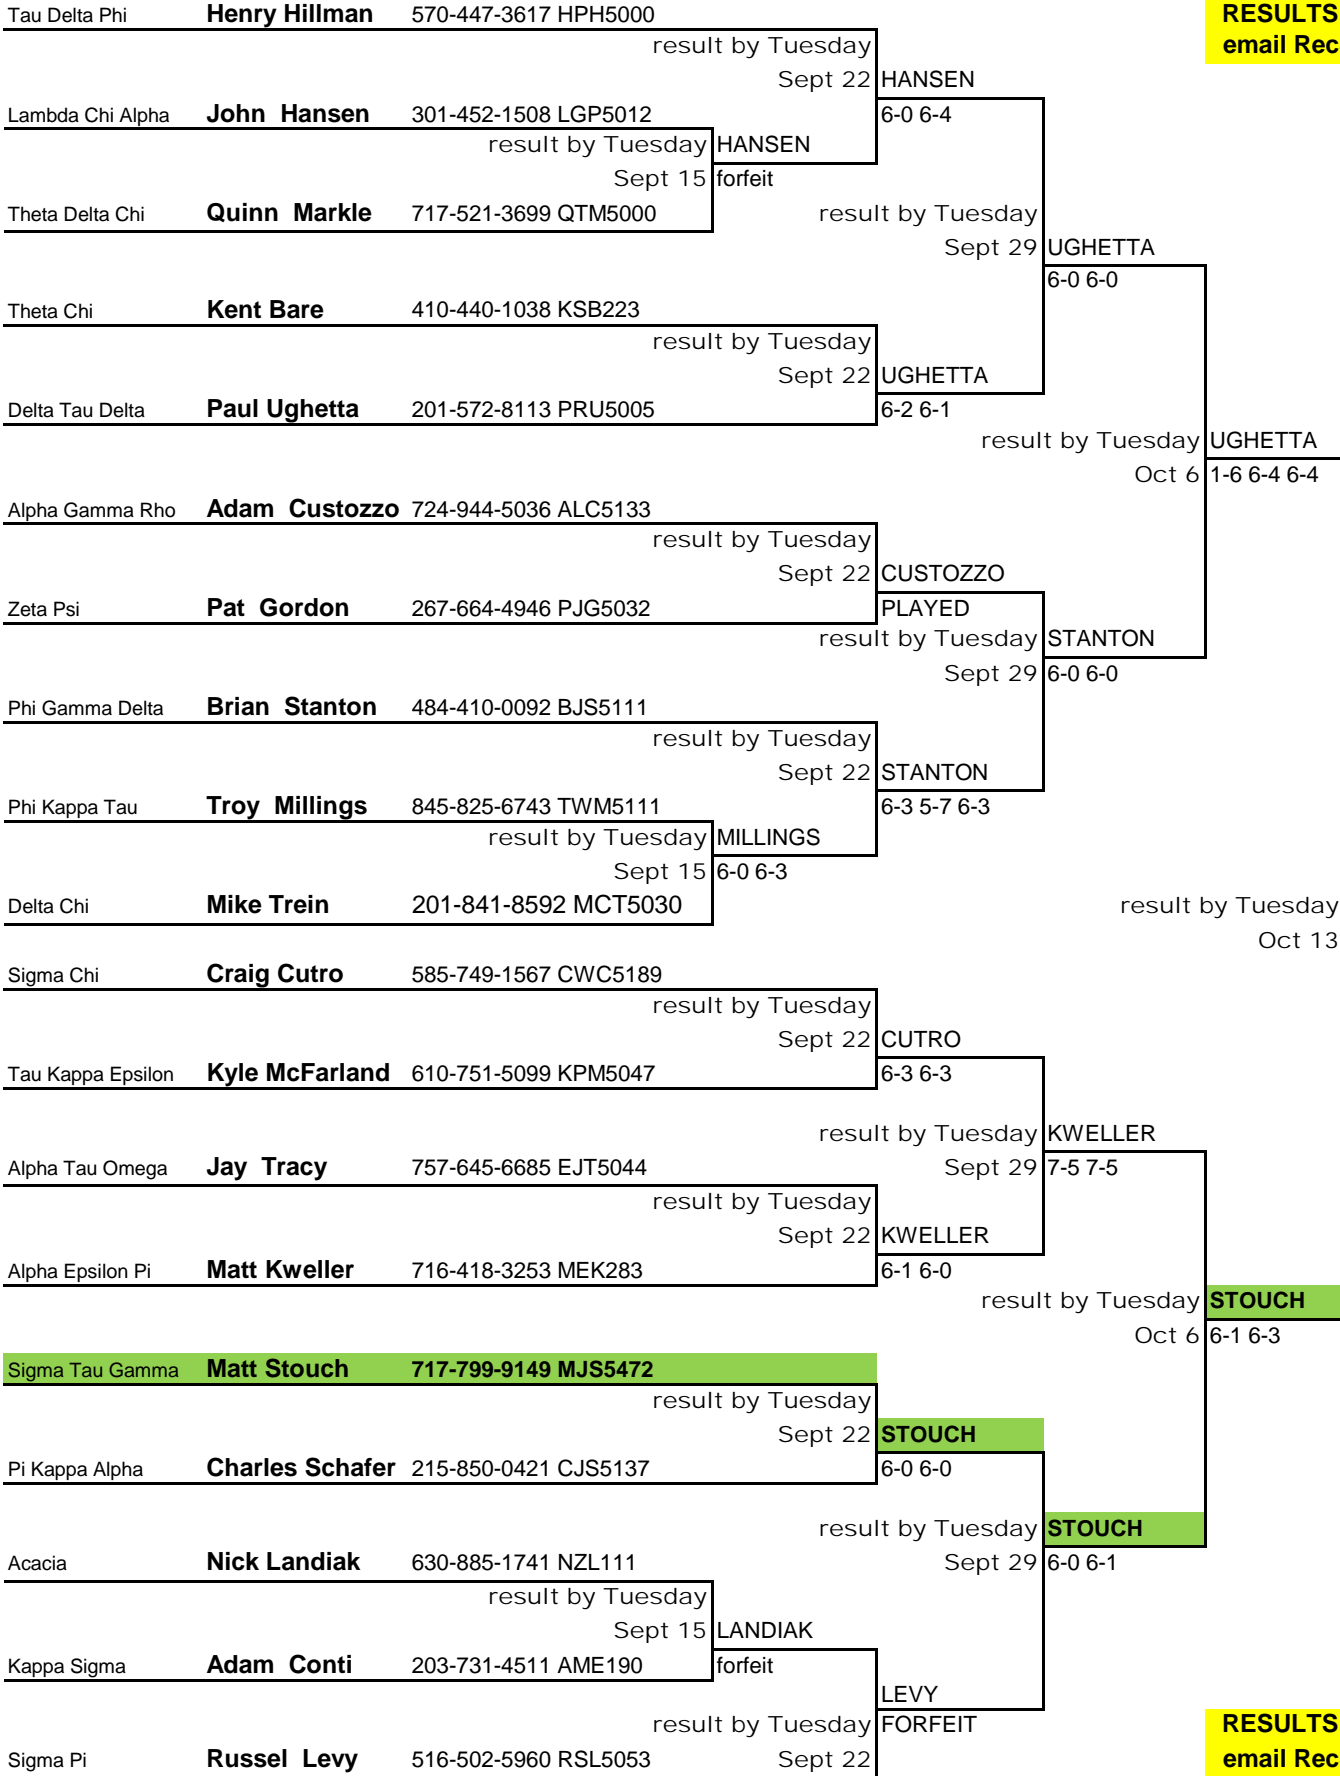 Tau Delta Phi Henry Hillman 570-447-3617 HPH5000 RESULTS
result by Tuesday email Rec
Sept 22 HANSEN
Lambda Chi Alpha John Hansen 301-452-1508 LGP5012 6-0 6-4
result by Tuesday HANSEN
Sept 15 forfeit
Theta Delta Chi Quinn Markle 717-521-3699 QTM5000 result by Tuesday
Sept 29 UGHETTA
6-0 6-0
Theta Chi Kent Bare 410-440-1038 KSB223
result by Tuesday
Sept 22 UGHETTA
Delta Tau Delta Paul Ughetta 201-572-8113 PRU5005 6-2 6-1
result by Tuesday UGHETTA
Oct 6 1-6 6-4 6-4
Alpha Gamma Rho Adam Custozzo 724-944-5036 ALC5133
result by Tuesday
Sept 22 CUSTOZZO
Zeta Psi Pat Gordon 267-664-4946 PJG5032 PLAYED
result by Tuesday STANTON
Sept 29 6-0 6-0
Phi Gamma Delta Brian Stanton 484-410-0092 BJS5111
result by Tuesday
Sept 22 STANTON
Phi Kappa Tau Troy Millings 845-825-6743 TWM5111 6-3 5-7 6-3
result by Tuesday MILLINGS
Sept 15 6-0 6-3
Delta Chi Mike Trein 201-841-8592 MCT5030 result by Tuesday
Oct 13
Sigma Chi Craig Cutro 585-749-1567 CWC5189
result by Tuesday
Sept 22 CUTRO
Tau Kappa Epsilon Kyle McFarland 610-751-5099 KPM5047 6-3 6-3
result by Tuesday KWELLER
Alpha Tau Omega Jay Tracy 757-645-6685 EJT5044 Sept 29 7-5 7-5
result by Tuesday
Sept 22 KWELLER
Alpha Epsilon Pi Matt Kweller 716-418-3253 MEK283 6-1 6-0
result by Tuesday STOUCH
Oct 6 6-1 6-3
Sigma Tau Gamma Matt Stouch 717-799-9149 MJS5472
result by Tuesday
Sept 22 STOUCH
Pi Kappa Alpha Charles Schafer 215-850-0421 CJS5137 6-0 6-0
result by Tuesday STOUCH
Acacia Nick Landiak 630-885-1741 NZL111 Sept 29 6-0 6-1
result by Tuesday
Sept 15 LANDIAK
Kappa Sigma Adam Conti 203-731-4511 AME190 forfeit
LEVY
result by Tuesday FORFEIT RESULTS
Sigma Pi Russel Levy 516-502-5960 RSL5053 Sept 22 email Rec